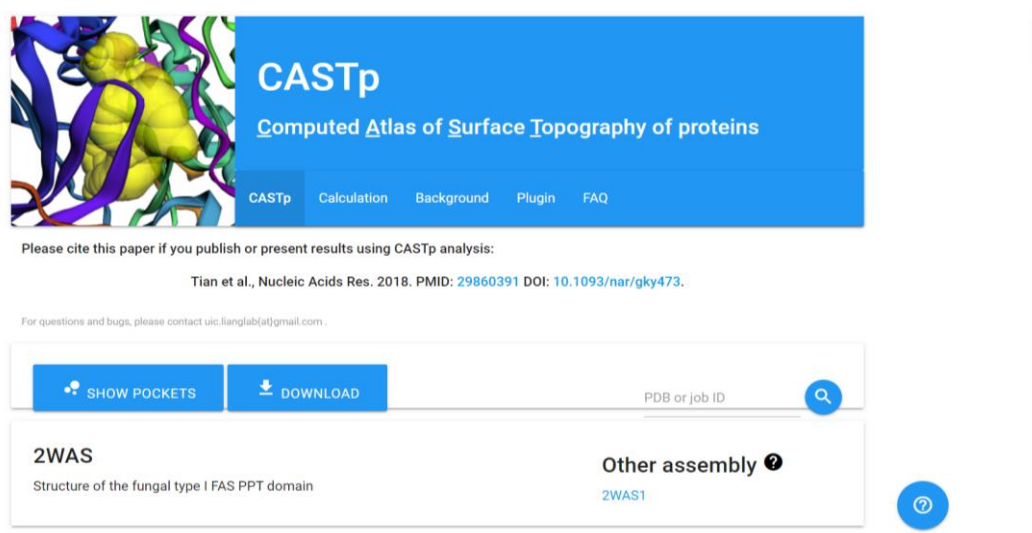 CASTp
Computed Atlas of Surface Topography of proteins
CASTp Calculation Background Plugin FAQ
Please cite this paper if you publish or present results using CASTp analysis:
Tian et al., Nucleic Acids Res. 2018. PMID: 29860391 DOI: 10.1093/nar/gky473.
For questions and bugs, please contact uic.lianglab{at}gmail.com .
SHOW POCKETS DOWNLOAD PDB or job ID
2WAS
Structure of the fungal type I FAS PPT domain
Other assembly ?
2WAS1
?